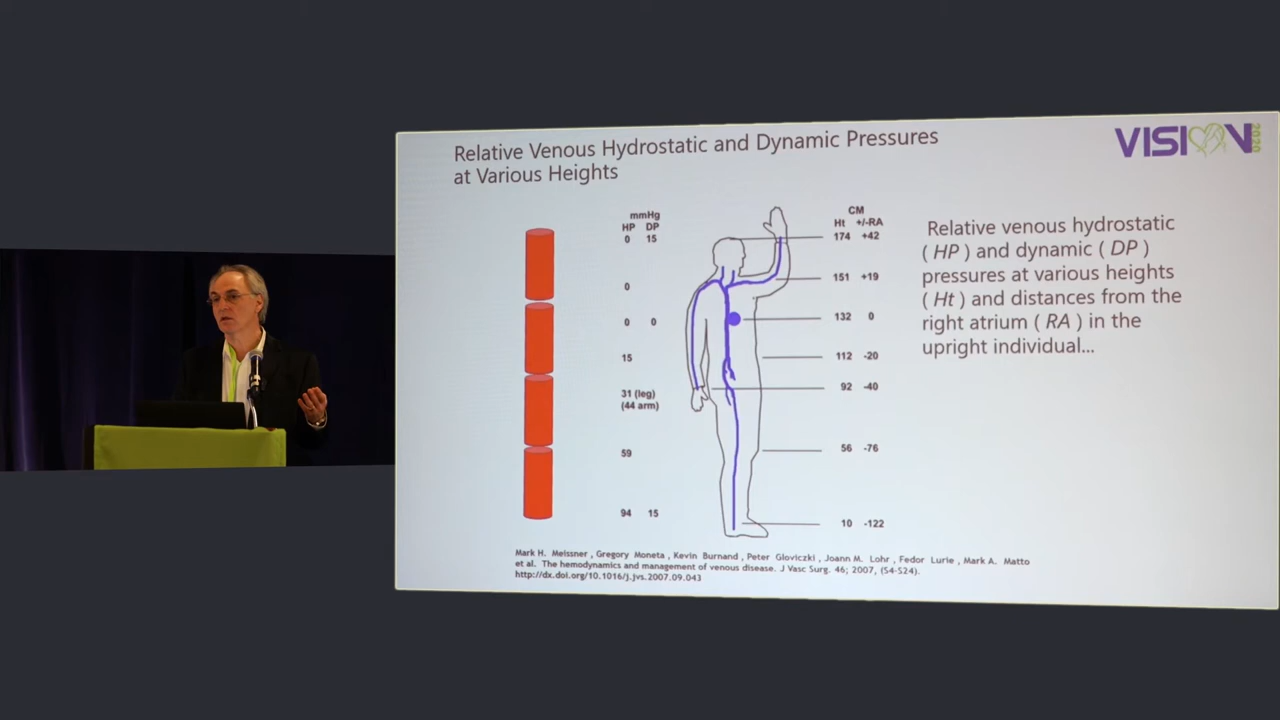 Relative Venous Hydrostatic and Dynamic Pressures
at Various Heights
VISION
2020
mmHg
HP DP
0 15
0
0 0
15
31 (leg)
(44 arm)
59
94 15
CM
Ht +/-RA
174 +42
151 +19
132 0
112 -20
92 -40
56 -76
10 -122
Relative venous hydrostatic
( HP ) and dynamic ( DP )
pressures at various heights
( Ht ) and distances from the
right atrium ( RA ) in the
upright individual...
Mark H. Meissner , Gregory Moneta , Kevin Burnand , Peter Gloviczki , Joann M. Lohr , Fedor Lurie , Mark A. Matto
et al. The hemodynamics and management of venous disease. J Vasc Surg. 46; 2007, (S4-S24).
http://dx.doi.org/10.1016/j.jvs.2007.09.043